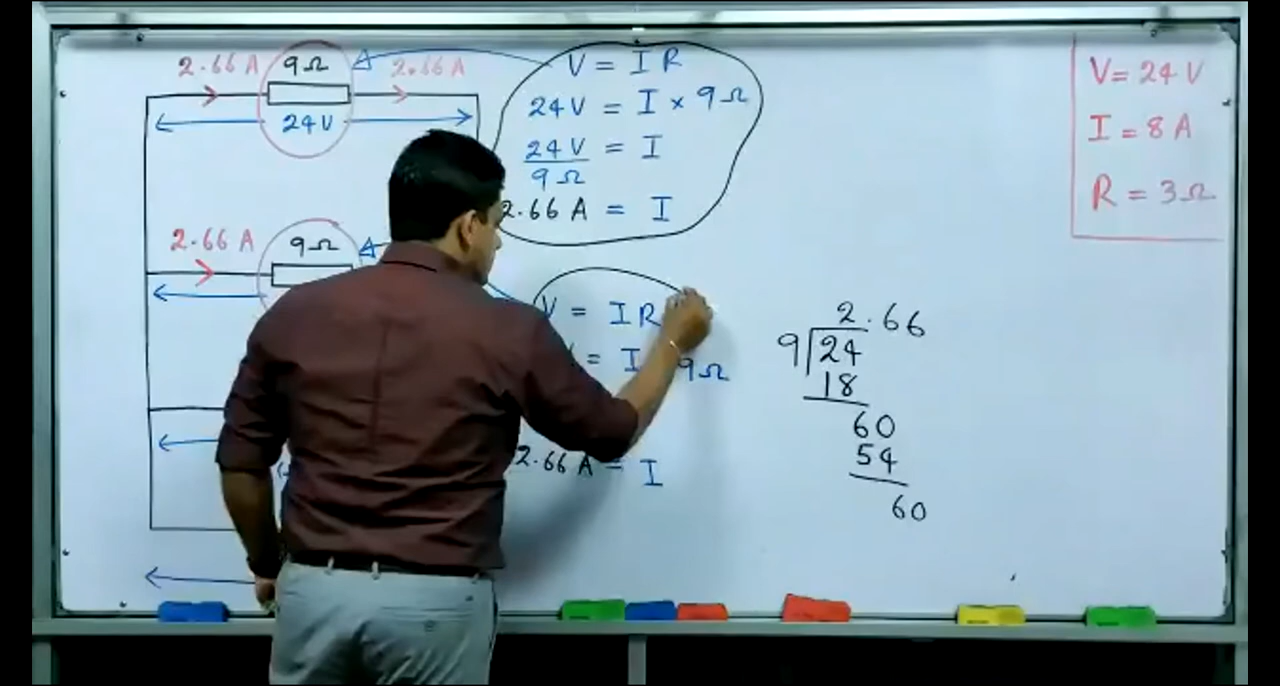 2.66 A 9Ω 2.66 A
24V
V = I R
24V = I × 9Ω
24V = I
9Ω
2.66 A = I
2.66 A 9Ω
V = I R
= I 9Ω
2.66 A = I
2.66
9 24
18
60
54
60
V = 24 V
I = 8 A
R = 3Ω